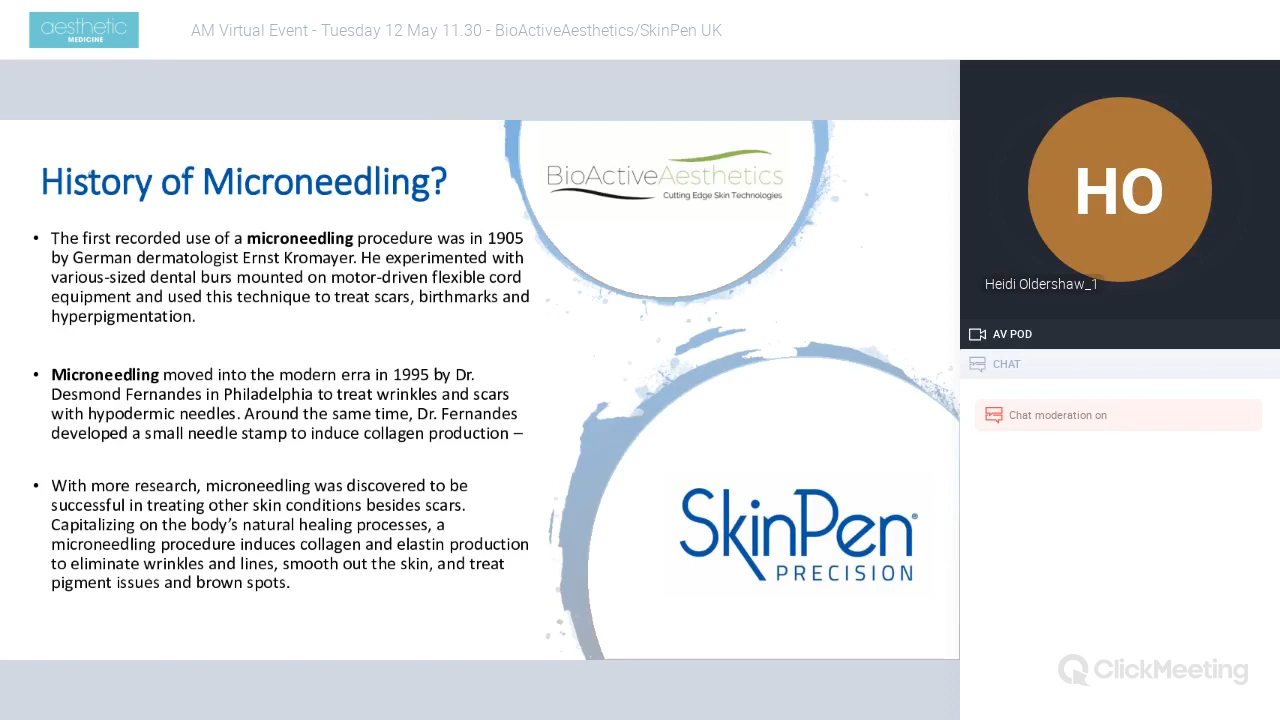 aesthetic
MEDICINE
AM Virtual Event - Tuesday 12 May 11.30 - BioActiveAesthetics/SkinPen UK
History of Microneedling?
• The first recorded use of a microneedling procedure was in 1905
by German dermatologist Ernst Kromayer. He experimented with
various-sized dental burs mounted on motor-driven flexible cord
equipment and used this technique to treat scars, birthmarks and
hyperpigmentation.
• Microneedling moved into the modern erra in 1995 by Dr.
Desmond Fernandes in Philadelphia to treat wrinkles and scars
with hypodermic needles. Around the same time, Dr. Fernandes
developed a small needle stamp to induce collagen production –
• With more research, microneedling was discovered to be
successful in treating other skin conditions besides scars.
Capitalizing on the body’s natural healing processes, a
microneedling procedure induces collagen and elastin production
to eliminate wrinkles and lines, smooth out the skin, and treat
pigment issues and brown spots.
BioActiveAesthetics
Cutting Edge Skin Technologies
SkinPen®
PRECISION
HO
Heidi Oldershaw_1
AV POD
CHAT
Chat moderation on
ClickMeeting